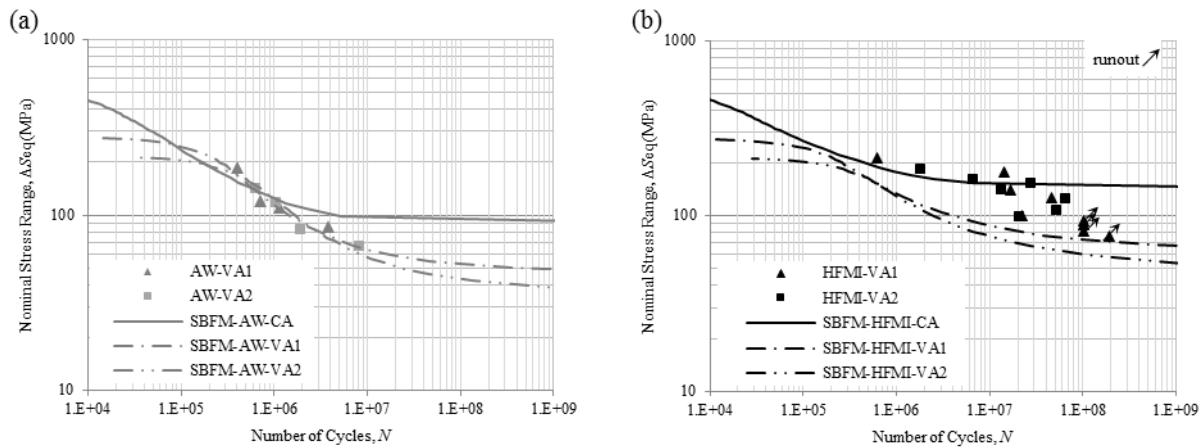 (a)
1000
100
10
Nominal Stress Range, ΔSeq(MPa)
AW-VA1
AW-VA2
SBFM-AW-CA
SBFM-AW-VA1
SBFM-AW-VA2
1.E+04 1.E+05 1.E+06 1.E+07 1.E+08 1.E+09
Number of Cycles, N
(b)
1000
100
10
Nominal Stress Range, ΔSeq(MPa)
runout
HFMI-VA1
HFMI-VA2
SBFM-HFMI-CA
SBFM-HFMI-VA1
SBFM-HFMI-VA2
1.E+04 1.E+05 1.E+06 1.E+07 1.E+08 1.E+09
Number of Cycles, N